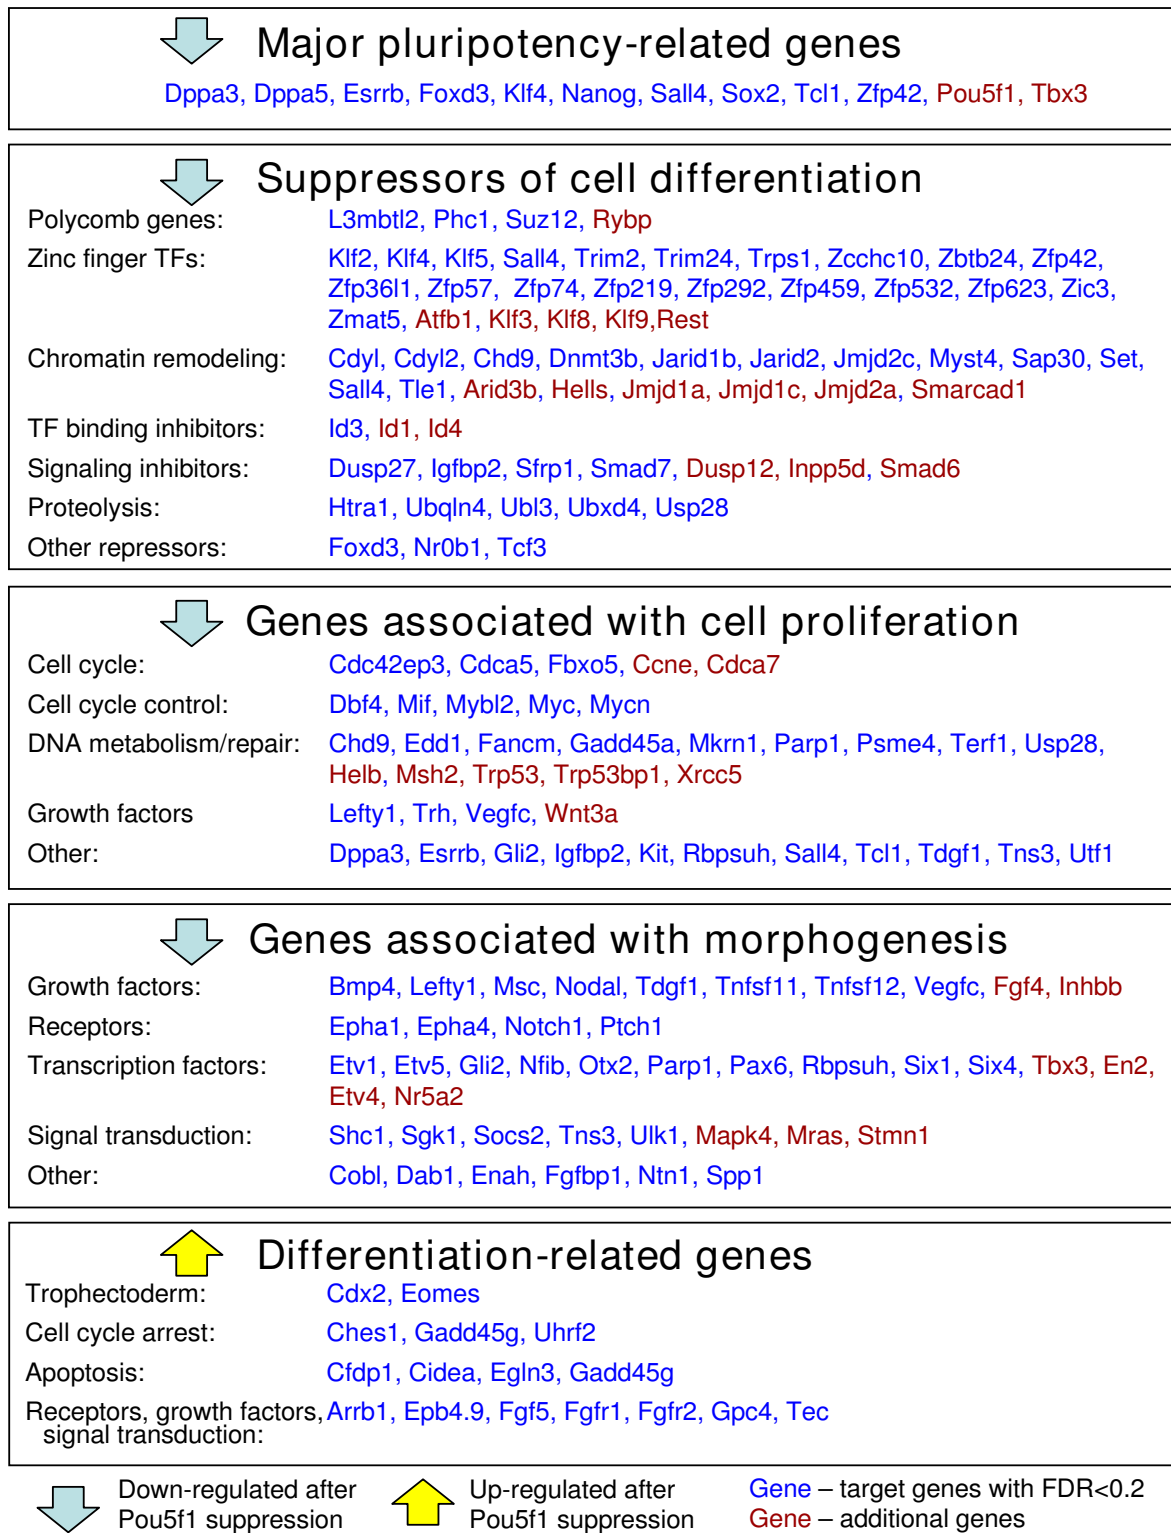 Major pluripotency-related genes
Dppa3, Dppa5, Esrrb, Foxd3, Klf4, Nanog, Sall4, Sox2, Tcl1, Zfp42, Pou5f1, Tbx3
Suppressors of cell differentiation
Polycomb genes: L3mbtl2, Phc1, Suz12, Rybp
Zinc finger TFs: Klf2, Klf4, Klf5, Sall4, Trim2, Trim24, Trps1, Zcchc10, Zbtb24, Zfp42,
Zfp36l1, Zfp57, Zfp74, Zfp219, Zfp292, Zfp459, Zfp532, Zfp623, Zic3,
Zmat5, Atfb1, Klf3, Klf8, Klf9,Rest
Chromatin remodeling: Cdyl, Cdyl2, Chd9, Dnmt3b, Jarid1b, Jarid2, Jmjd2c, Myst4, Sap30, Set,
Sall4, Tle1, Arid3b, Hells, Jmjd1a, Jmjd1c, Jmjd2a, Smarcad1
TF binding inhibitors: Id3, Id1, Id4
Signaling inhibitors: Dusp27, Igfbp2, Sfrp1, Smad7, Dusp12, Inpp5d, Smad6
Proteolysis: Htra1, Ubqln4, Ubl3, Ubxd4, Usp28
Other repressors: Foxd3, Nr0b1, Tcf3
Genes associated with cell proliferation
Cell cycle: Cdc42ep3, Cdca5, Fbxo5, Ccne, Cdca7
Cell cycle control: Dbf4, Mif, Mybl2, Myc, Mycn
DNA metabolism/repair: Chd9, Edd1, Fancm, Gadd45a, Mkrn1, Parp1, Psme4, Terf1, Usp28,
Helb, Msh2, Trp53, Trp53bp1, Xrcc5
Growth factors Lefty1, Trh, Vegfc, Wnt3a
Other: Dppa3, Esrrb, Gli2, Igfbp2, Kit, Rbpsuh, Sall4, Tcl1, Tdgf1, Tns3, Utf1
Genes associated with morphogenesis
Growth factors: Bmp4, Lefty1, Msc, Nodal, Tdgf1, Tnfsf11, Tnfsf12, Vegfc, Fgf4, Inhbb
Receptors: Epha1, Epha4, Notch1, Ptch1
Transcription factors: Etv1, Etv5, Gli2, Nfib, Otx2, Parp1, Pax6, Rbpsuh, Six1, Six4, Tbx3, En2,
Etv4, Nr5a2
Signal transduction: Shc1, Sgk1, Socs2, Tns3, Ulk1, Mapk4, Mras, Stmn1
Other: Cobl, Dab1, Enah, Fgfbp1, Ntn1, Spp1
Differentiation-related genes
Trophectoderm: Cdx2, Eomes
Cell cycle arrest: Ches1, Gadd45g, Uhrf2
Apoptosis: Cfdp1, Cidea, Egln3, Gadd45g
Receptors, growth factors, Arrb1, Epb4.9, Fgf5, Fgfr1, Fgfr2, Gpc4, Tec
signal transduction:
Down-regulated after Up-regulated after Gene – target genes with FDR<0.2
Pou5f1 suppression Pou5f1 suppression Gene – additional genes